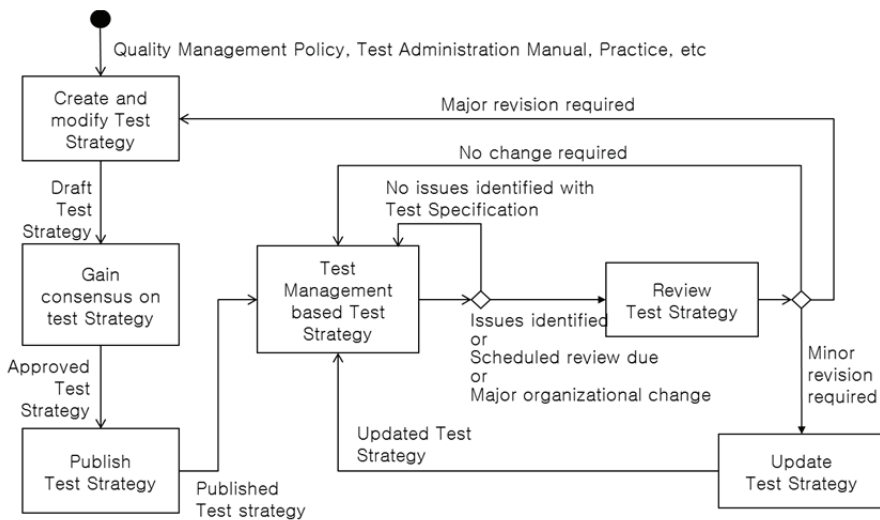 Quality Management Policy, Test Administration Manual, Practice, etc
Create and
modify Test
Strategy
Major revision required
No change required
Draft
Test
Strategy
No issues identified with
Test Specification
Gain
consensus on
test Strategy
Test
Management
based Test
Strategy
Review
Test Strategy
Issues identified
or
Scheduled review due
or
Major organizational change
Minor
revision
required
Approved
Test
Strategy
Publish
Test Strategy
Published
Test strategy
Updated Test
Strategy
Update
Test Strategy